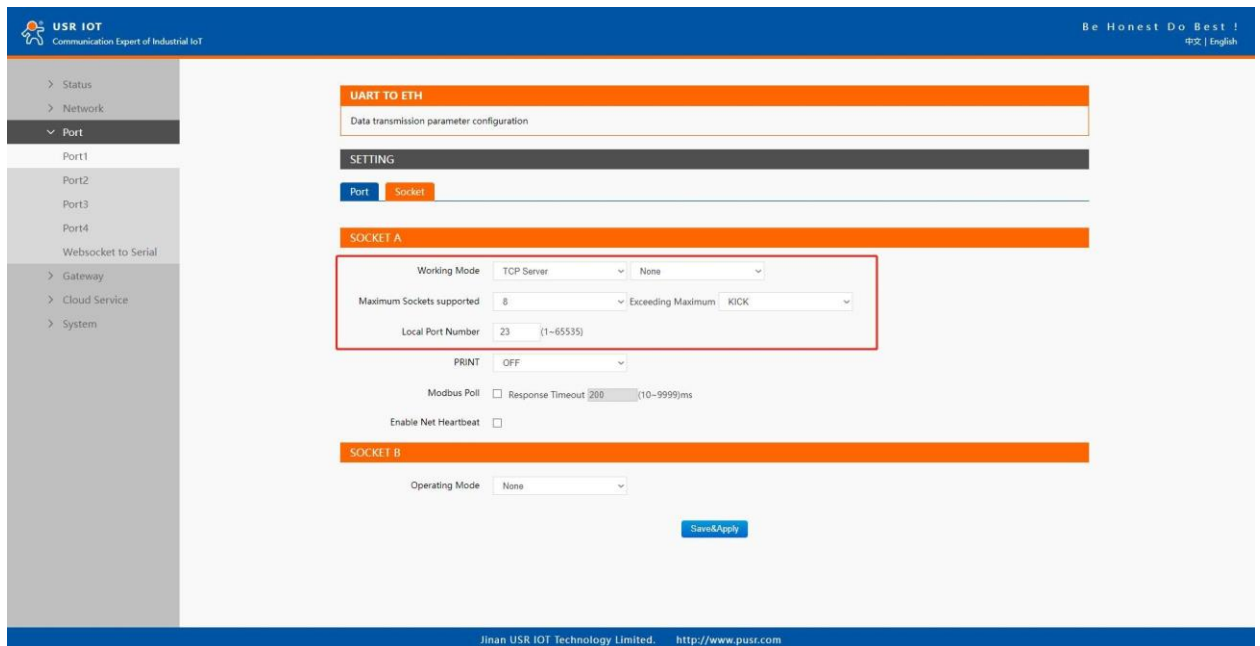 USR IOT
Communication Expert of Industrial IoT
Be Honest Do Best !
中文 | English
Status
Network
Port
Port1
Port2
Port3
Port4
Websocket to Serial
Gateway
Cloud Service
System
UART TO ETH
Data transmission parameter configuration
SETTING
Port Socket
SOCKET A
Working Mode TCP Server None
Maximum Sockets supported 8 Exceeding Maximum KICK
Local Port Number 23 (1~65535)
PRINT OFF
Modbus Poll Response Timeout 200 (10~9999)ms
Enable Net Heartbeat
SOCKET B
Operating Mode None
Save&Apply
Jinan USR IOT Technology Limited. http://www.pusr.com